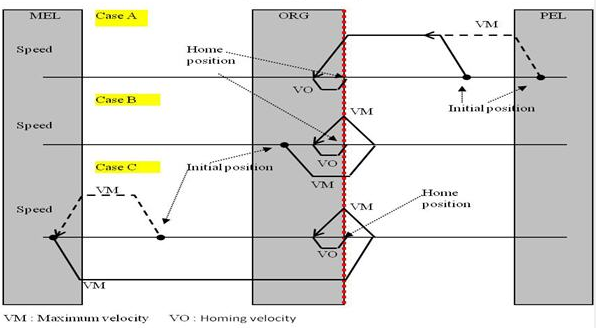 MEL Case A ORG PEL
VM
Speed
Home
position
VO
Initial position
Case B
VM
Speed
VO
Case C
Initial position
VM
VM
Home
position
Speed
VM
VO
VM
VM : Maximum velocity VO : Homing velocity